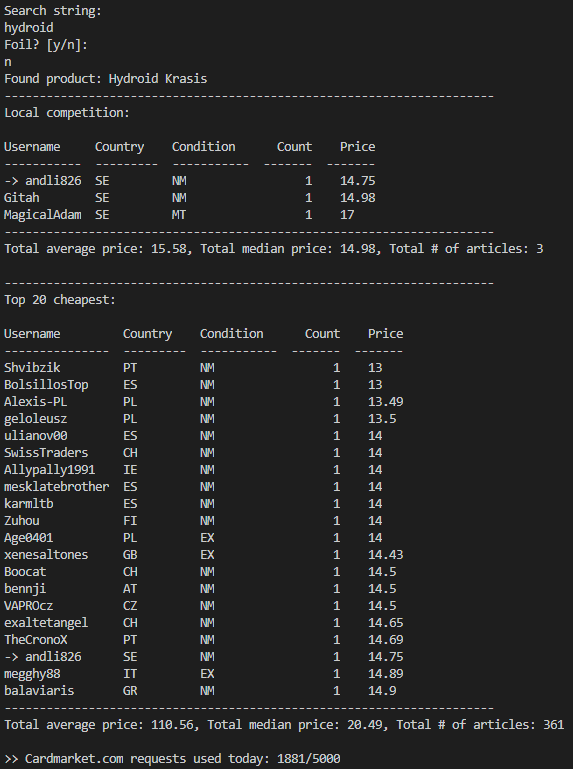 Search string:
hydroid
Foil? [y/n]:
n
Found product: Hydroid Krasis
----------------------------------------------------------------------
Local competition:
Username     Country    Condition      Count    Price
-----------  ---------  -----------  -------  -------
-> andli826  SE         NM                 1    14.75
Gitah        SE         NM                 1    14.98
MagicalAdam  SE         MT                 1    17
----------------------------------------------------------------------
Total average price: 15.58, Total median price: 14.98, Total # of articles: 3
----------------------------------------------------------------------
Top 20 cheapest:
Username         Country    Condition      Count    Price
---------------  ---------  -----------  -------  -------
Shvibzik         PT         NM                 1    13
BolsillosTop     ES         NM                 1    13
Alexis-PL        PL         NM                 1    13.49
geloleusz        PL         NM                 1    13.5
ulianov00        ES         NM                 1    14
SwissTraders     CH         NM                 1    14
Allypally1991    IE         NM                 1    14
mesklatebrother  ES         NM                 1    14
karmltb          ES         NM                 1    14
Zuhou            FI         NM                 1    14
Age0401          PL         EX                 1    14
xenesaltones     GB         EX                 1    14.43
Boocat           CH         NM                 1    14.5
bennji           AT         NM                 1    14.5
VAPROcz          CZ         NM                 1    14.5
exaltetangel     CH         NM                 1    14.65
TheCronoX        PT         NM                 1    14.69
-> andli826      SE         NM                 1    14.75
megghy88         IT         EX                 1    14.89
balaviaris       GR         NM                 1    14.9
----------------------------------------------------------------------
Total average price: 110.56, Total median price: 20.49, Total # of articles: 361
>> Cardmarket.com requests used today: 1881/5000